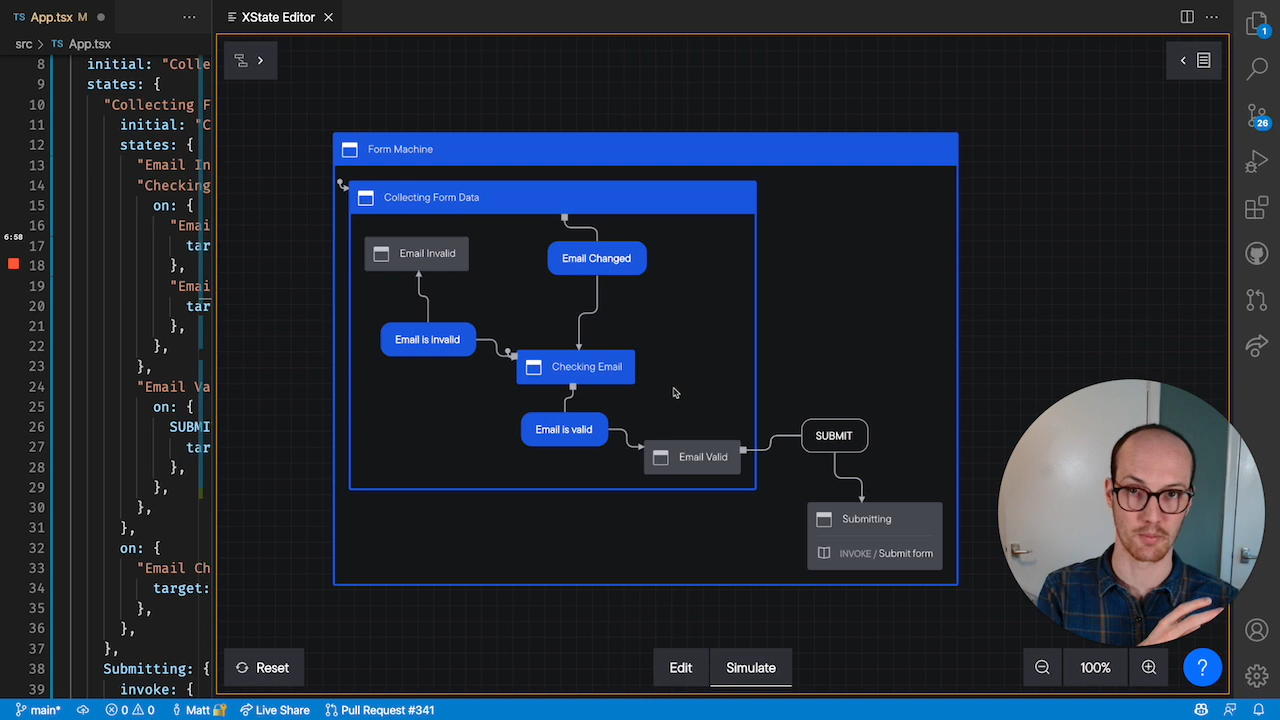 TS App.tsx M
XState Editor
src > TS App.tsx
8 initial: "Colle
9 states: {
10 "Collecting F
11 initial: "C
12 states: {
13 "Email In
14 "Checking
15 on: {
16 "Emai
6:58
17 tar
18 },
19 "Emai
20 tar
21 },
22 },
23 },
24 "Email Va
25 on: {
26 SUBMI
27 tar
28 },
29 },
30 },
31 },
32 on: {
33 "Email Ch
34 target:
35 },
36 },
37 },
38 Submitting: {
39 invoke: {
Form Machine
Collecting Form Data
Email Invalid
Email Changed
Email is invalid
Checking Email
Email is valid
Email Valid
SUBMIT
Submitting
INVOKE / Submit form
Reset
Edit
Simulate
100%
?
1
26
main*
0 0
Matt
Live Share
Pull Request #341